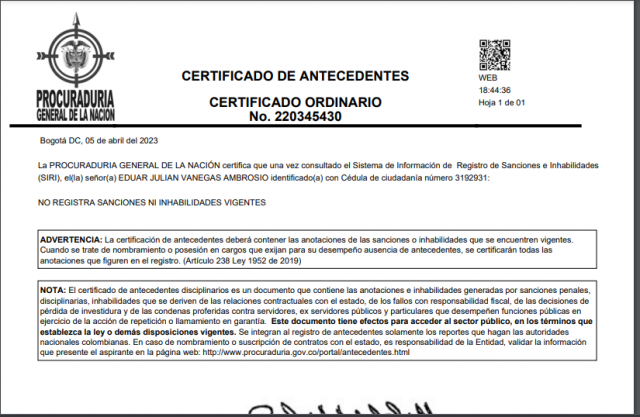 PROCURADURIA
GENERAL DE LA NACION
CERTIFICADO DE ANTECEDENTES
CERTIFICADO ORDINARIO
No. 220345430
WEB
18:44:36
Hoja 1 de 01
Bogotá DC, 05 de abril del 2023
La PROCURADURIA GENERAL DE LA NACIÓN certifica que una vez consultado el Sistema de Información de Registro de Sanciones e Inhabilidades
(SIRI), el(la) señor(a) EDUAR JULIAN VANEGAS AMBROSIO identificado(a) con Cédula de ciudadanía número 3192931:
NO REGISTRA SANCIONES NI INHABILIDADES VIGENTES
ADVERTENCIA: La certificación de antecedentes deberá contener las anotaciones de las sanciones o inhabilidades que se encuentren vigentes.
Cuando se trate de nombramiento o posesión en cargos que exijan para su desempeño ausencia de antecedentes, se certificarán todas las
anotaciones que figuren en el registro. (Artículo 238 Ley 1952 de 2019)
NOTA: El certificado de antecedentes disciplinarios es un documento que contiene las anotaciones e inhabilidades generadas por sanciones penales,
disciplinarias, inhabilidades que se deriven de las relaciones contractuales con el estado, de los fallos con responsabilidad fiscal, de las decisiones de
pérdida de investidura y de las condenas proferidas contra servidores, ex servidores públicos y particulares que desempeñen funciones públicas en
ejercicio de la acción de repetición o llamamiento en garantía. Este documento tiene efectos para acceder al sector público, en los términos que
establezca la ley o demás disposiciones vigentes. Se integran al registro de antecedentes solamente los reportes que hagan las autoridades
nacionales colombianas. En caso de nombramiento o suscripción de contratos con el estado, es responsabilidad de la Entidad, validar la información
que presente el aspirante en la página web: http://www.procuraduria.gov.co/portal/antecedentes.html